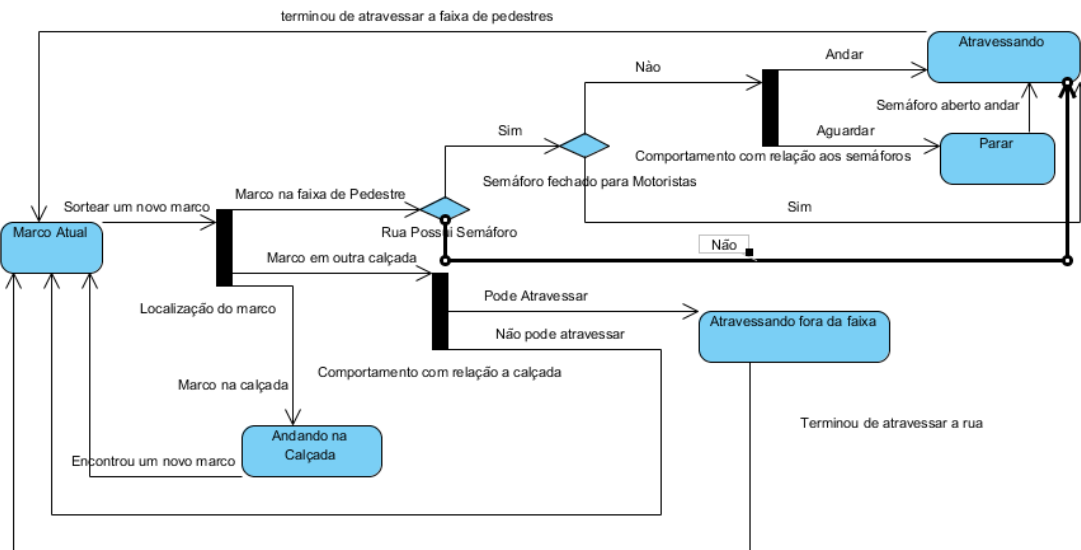 terminou de atravessar a faixa de pedestres
Atravessando
Andar
Nào
Semáforo aberto andar
Sim
Aguardar
Parar
Comportamento com relação aos semáforos
Semáforo fechado para Motoristas
Marco na faixa de Pedestre
Sortear um novo marco
Sim
Marco Atual
Rua Possui Semáforo
Não
Marco em outra calçada
Pode Atravessar
Localização do marco
Atravessando fora da faixa
Não pode atravessar
Comportamento com relação a calçada
Marco na calçada
Terminou de atravessar a rua
Andando na
Calçada
Encontrou um novo marco